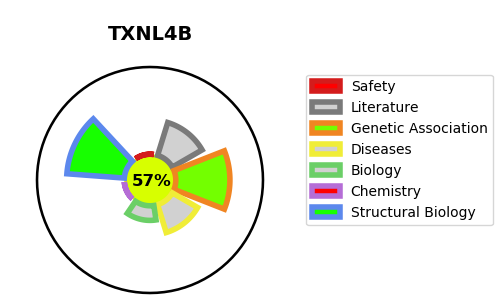 TXNL4B
57%
Safety
Literature
Genetic Association
Diseases
Biology
Chemistry
Structural Biology